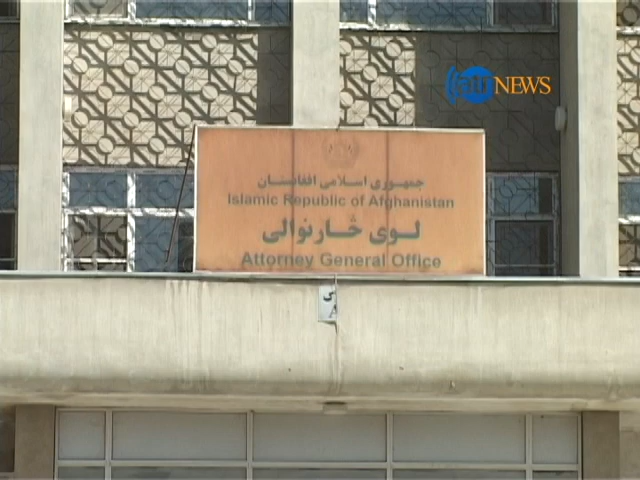 NEWS
جمهوری اسلامی افغانستان
Islamic Republic of Afghanistan
لوی څارنوالی
Attorney General Office